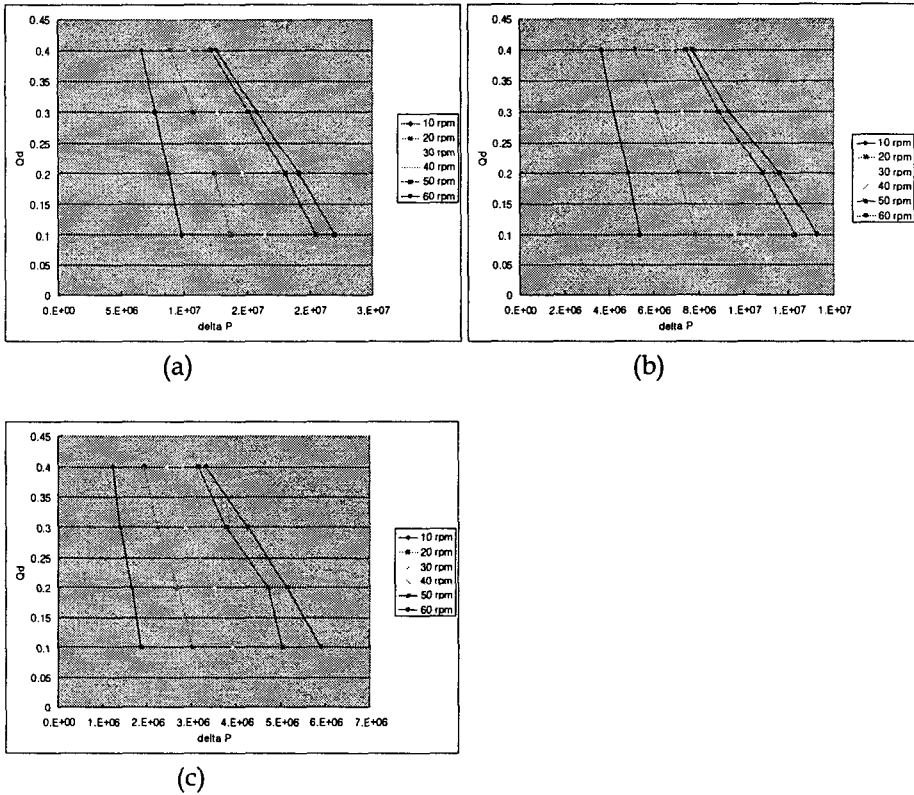 0.45
0.4
0.35
0.3
0.25
0.2
0.15
0.1
0.05
0
Qd
0.E+00 5.E+06 1.E+07 2.E+07 2.E+07 3.E+07
delta P
10 rpm
20 rpm
30 rpm
40 rpm
50 rpm
60 rpm
(a)
0.45
0.4
0.35
0.3
0.25
0.2
0.15
0.1
0.05
0
Qd
0.E+00 2.E+06 4.E+06 6.E+06 8.E+06 1.E+07 1.E+07
delta P
10 rpm
20 rpm
30 rpm
40 rpm
50 rpm
60 rpm
(b)
0.45
0.4
0.35
0.3
0.25
0.2
0.15
0.1
0.05
0
Qd
0.E+00 1.E+06 2.E+06 3.E+06 4.E+06 5.E+06 6.E+06 7.E+06
delta P
10 rpm
20 rpm
30 rpm
40 rpm
50 rpm
60 rpm
(c)